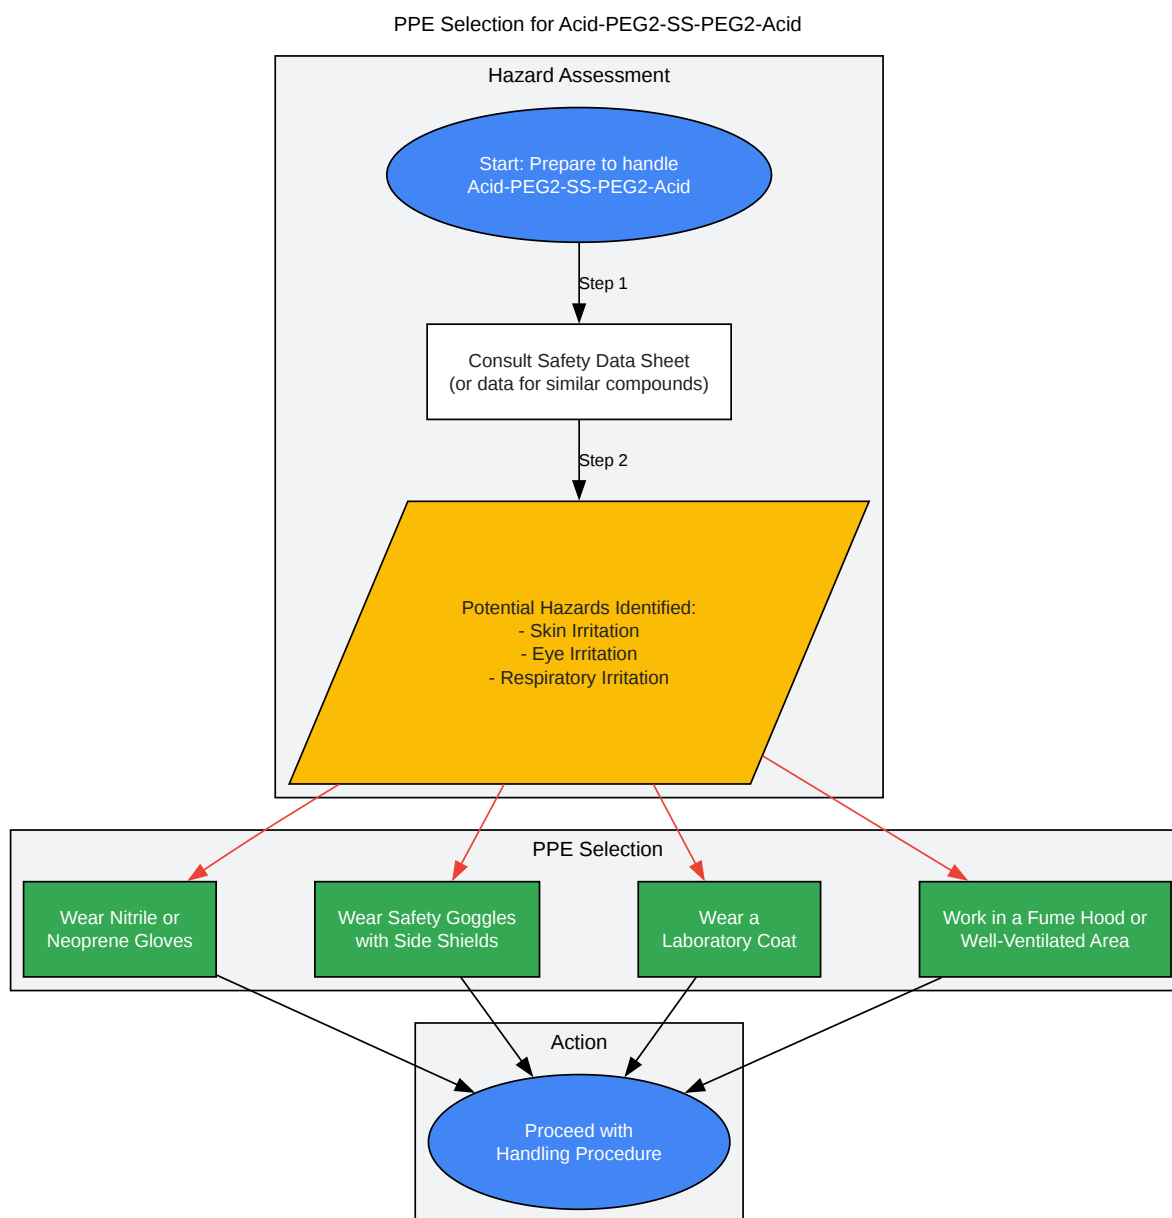 PPE Selection for Acid-PEG2-SS-PEG2-Acid
Hazard Assessment
Start: Prepare to handle
Acid-PEG2-SS-PEG2-Acid
Step 1
Consult Safety Data Sheet
(or data for similar compounds)
Step 2
Potential Hazards Identified:
- Skin Irritation
- Eye Irritation
- Respiratory Irritation
PPE Selection
Wear Nitrile or
Neoprene Gloves
Wear Safety Goggles
with Side Shields
Wear a
Laboratory Coat
Work in a Fume Hood or
Well-Ventilated Area
Action
Proceed with
Handling Procedure